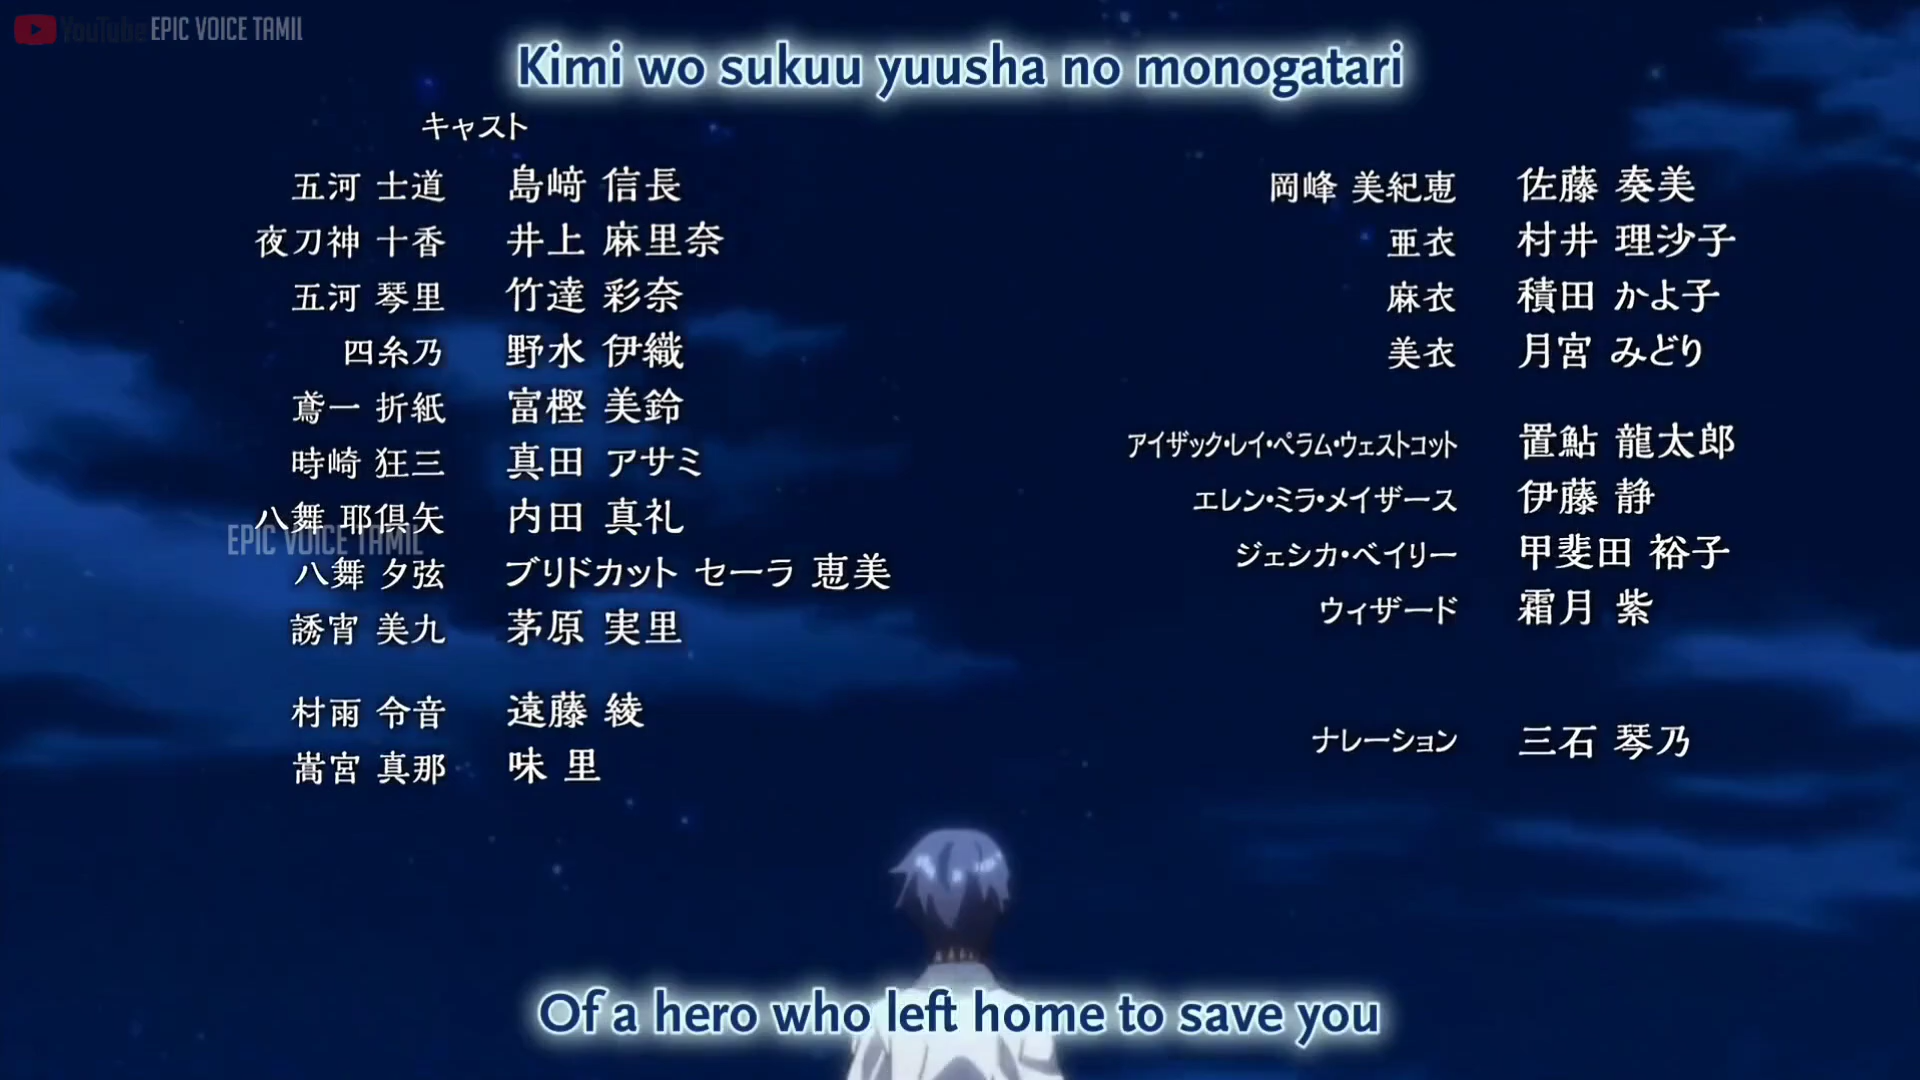 YouTube EPIC VOICE TAMIL
Kimi wo sukuu yuusha no monogatari
キャスト
五河 士道 島﨑 信長
夜刀神 十香 井上 麻里奈
五河 琴里 竹達 彩奈
四糸乃 野水 伊織
鳶一 折紙 富樫 美鈴
時崎 狂三 真田 アサミ
八舞 耶倶矢 内田 真礼
EPIC VOICE TAMIL
八舞 夕弦 ブリドカット セーラ 恵美
誘宵 美九 茅原 実里
村雨 令音 遠藤 綾
嵩宮 真那 味 里
岡峰 美紀恵 佐藤 奏美
亜衣 村井 理沙子
麻衣 積田 かよ子
美衣 月宮 みどり
アイザック・レイ・ペラム・ウェストコット 置鮎 龍太郎
エレン・ミラ・メイザース 伊藤 静
ジェシカ・ベイリー 甲斐田 裕子
ウィザード 霜月 紫
ナレーション 三石 琴乃
Of a hero who left home to save you